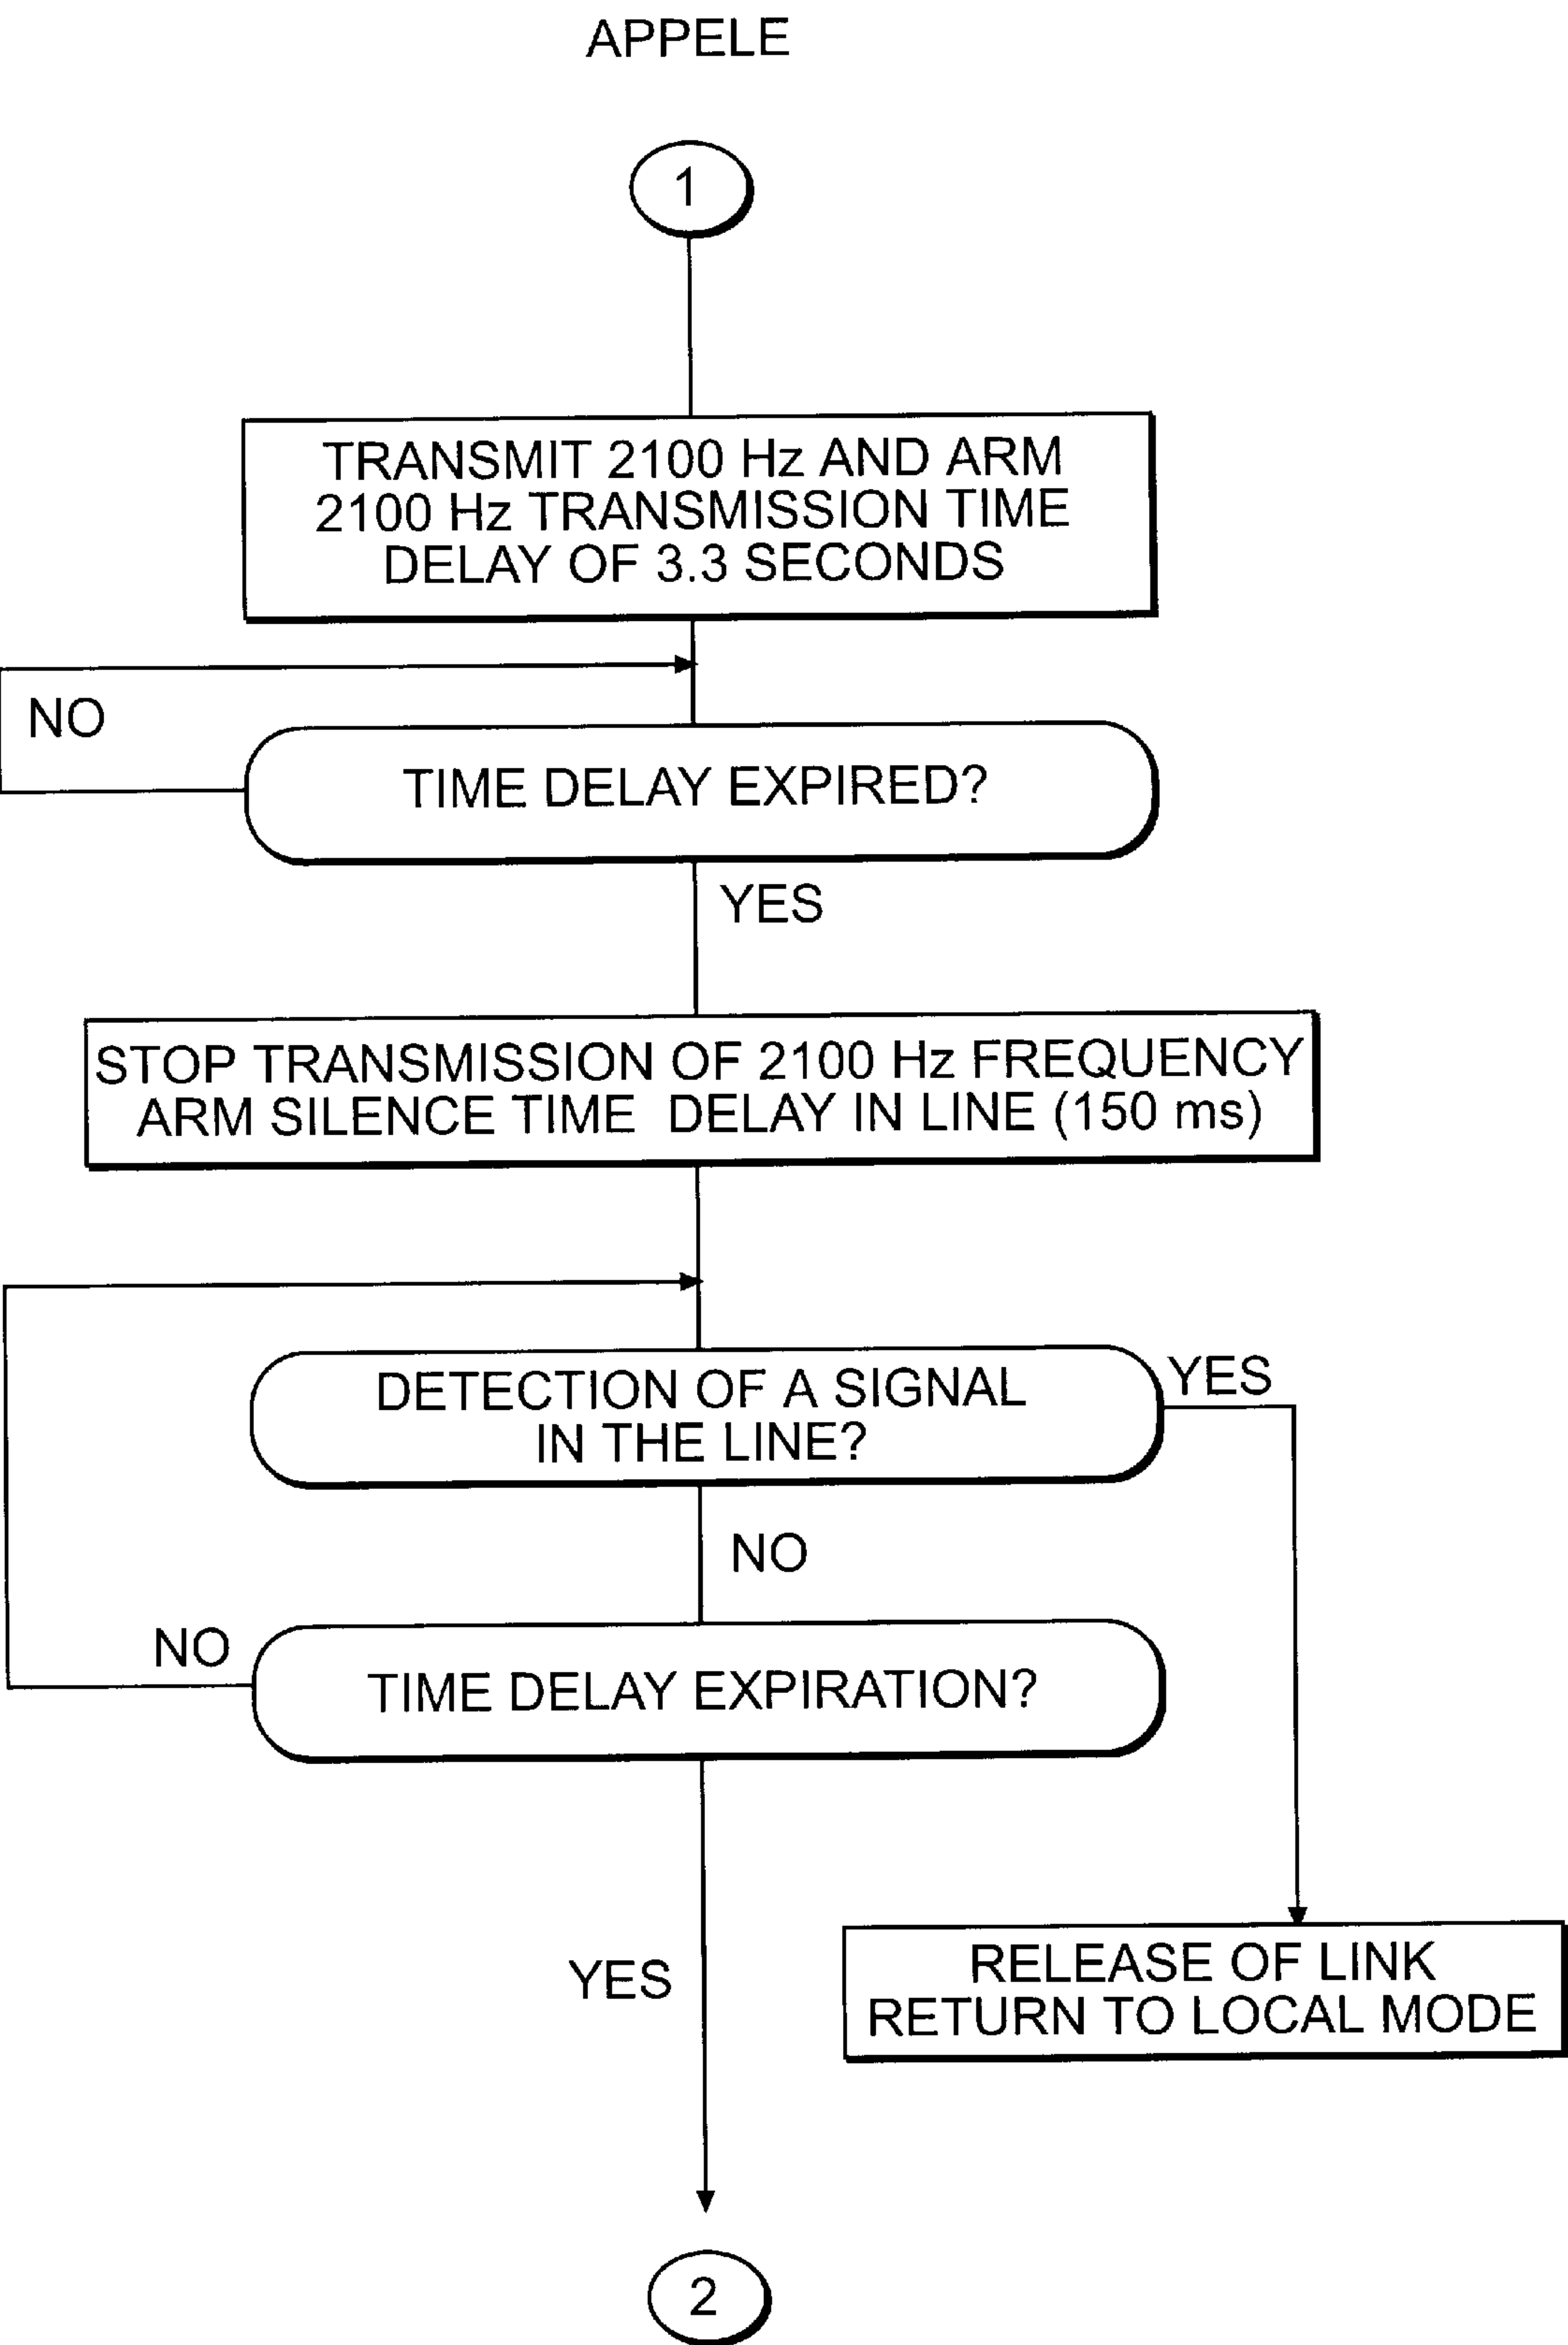 APPELE
1
TRANSMIT 2100 Hz AND ARM
2100 Hz TRANSMISSION TIME
DELAY OF 3.3 SECONDS
NO
TIME DELAY EXPIRED?
YES
STOP TRANSMISSION OF 2100 Hz FREQUENCY
ARM SILENCE TIME DELAY IN LINE (150 ms)
DETECTION OF A SIGNAL
IN THE LINE?
YES
NO
NO
TIME DELAY EXPIRATION?
YES
RELEASE OF LINK
RETURN TO LOCAL MODE
2